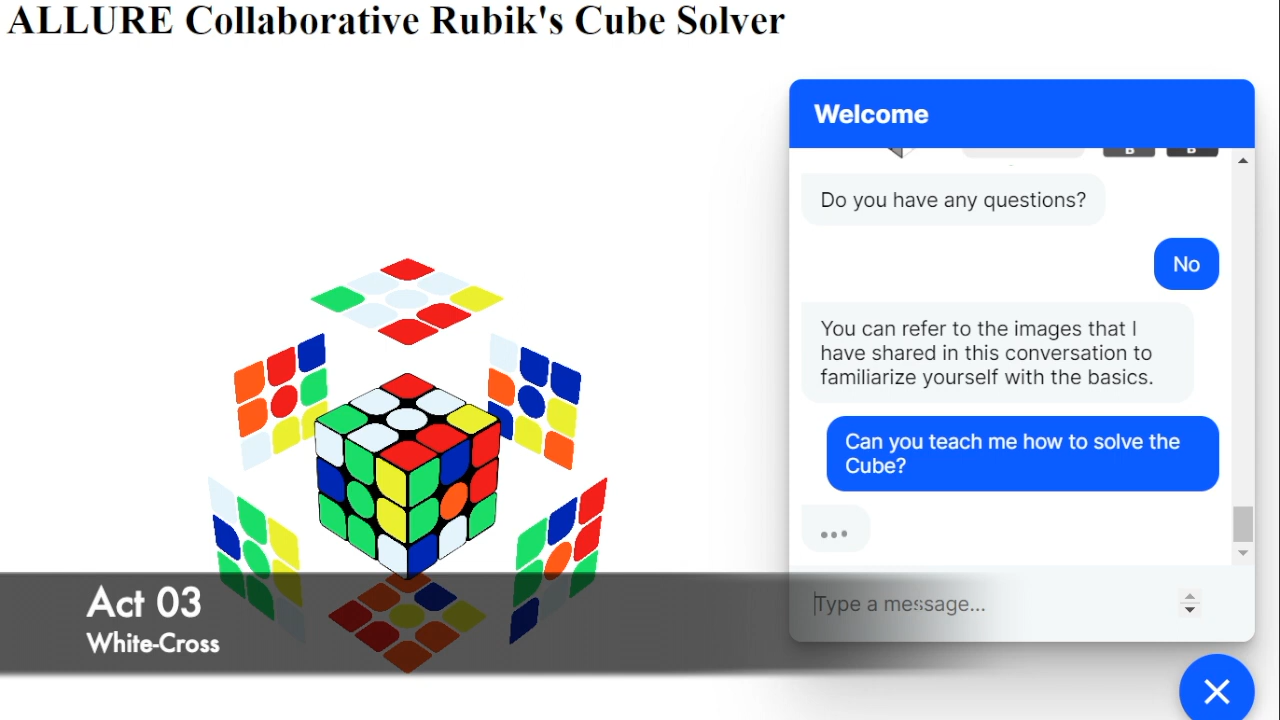 ALLURE Collaborative Rubik's Cube Solver
Welcome
B B
Do you have any questions?
No
You can refer to the images that I
have shared in this conversation to
familiarize yourself with the basics.
Can you teach me how to solve the
Cube?
...
Type a message...
Act 03
White-Cross